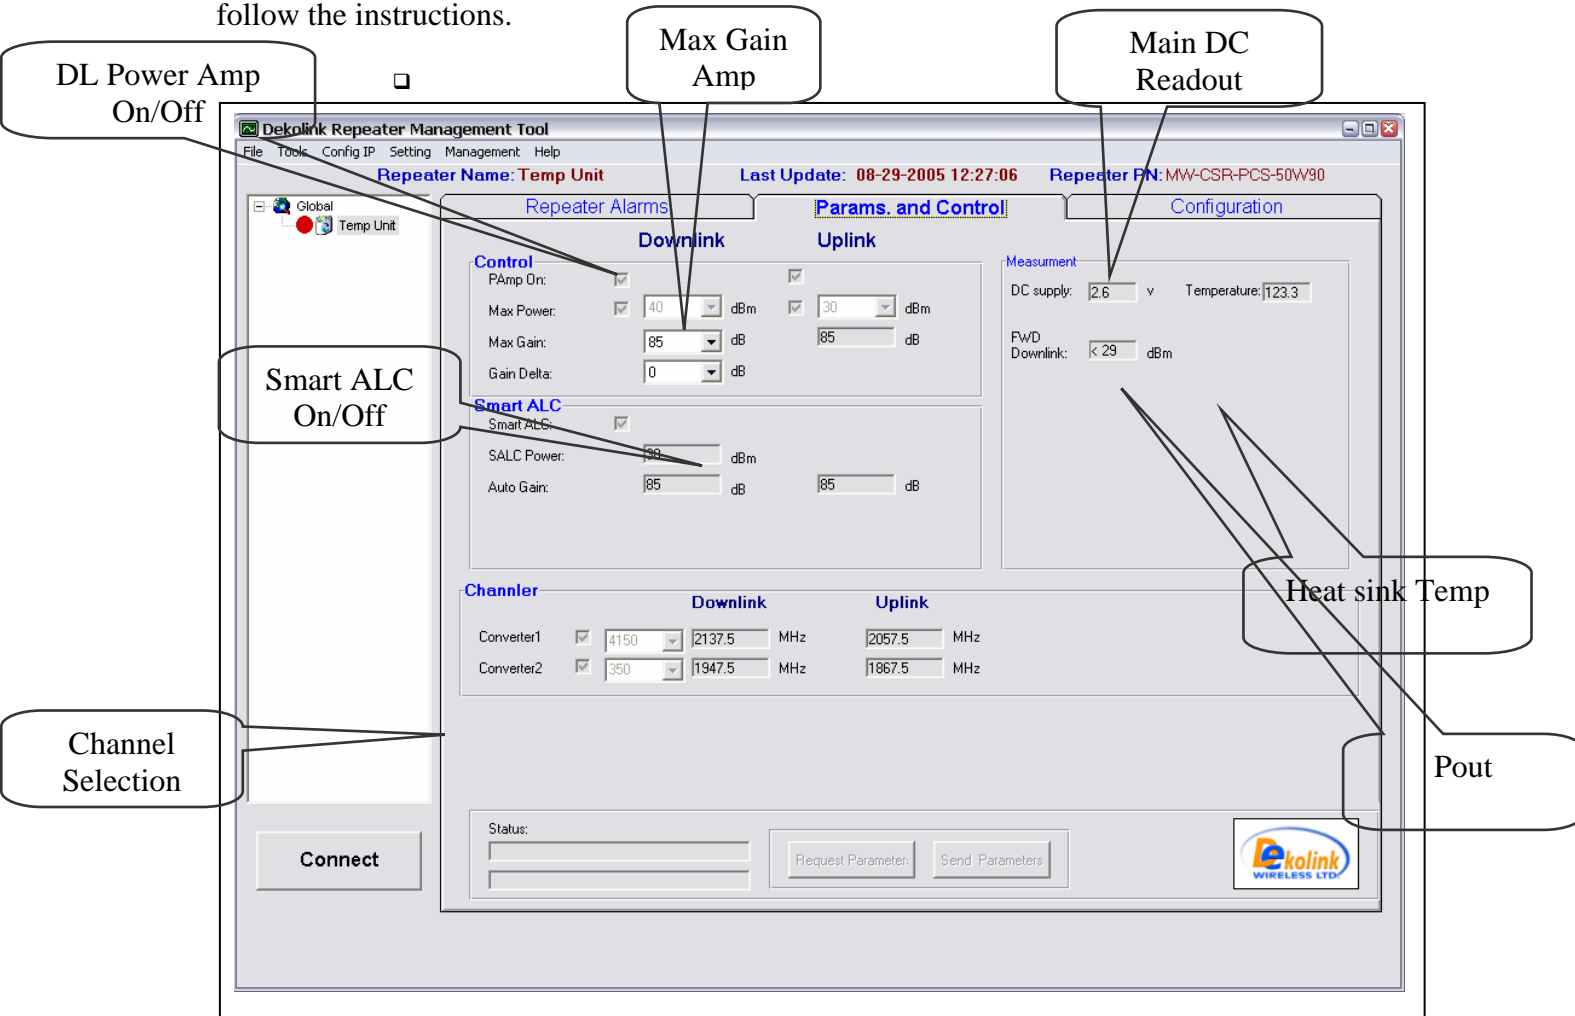 follow the instructions.
Max Gain
Amp
Main DC
Readout
DL Power Amp
On/Off
Dekolink Repeater Management Tool
File Tools Config IP Setting Management Help
Repeater Name: Temp Unit Last Update: 08-29-2005 12:27:06 Repeater PN: MW-CSR-PCS-50W90
Global
Temp Unit
Repeater Alarms Params. and Control Configuration
Downlink Uplink
Control
PAmp On:
Max Power: 40 dBm 30 dBm
Max Gain: 85 dB 85 dB
Gain Delta: 0 dB
Measurment
DC supply: 2.6 v Temperature: 123.3
FWD
Downlink: < 29 dBm
Smart ALC
On/Off
Smart ALC
Smart ALC:
SALC Power: 38 dBm
Auto Gain: 85 dB 85 dB
Heat sink Temp
Channler
Downlink Uplink
Converter1 4150 2137.5 MHz 2057.5 MHz
Converter2 350 1947.5 MHz 1867.5 MHz
Channel
Selection
Pout
Connect
Status:
Request Parameter: Send Parameters
Dekolink
WIRELESS LTD.